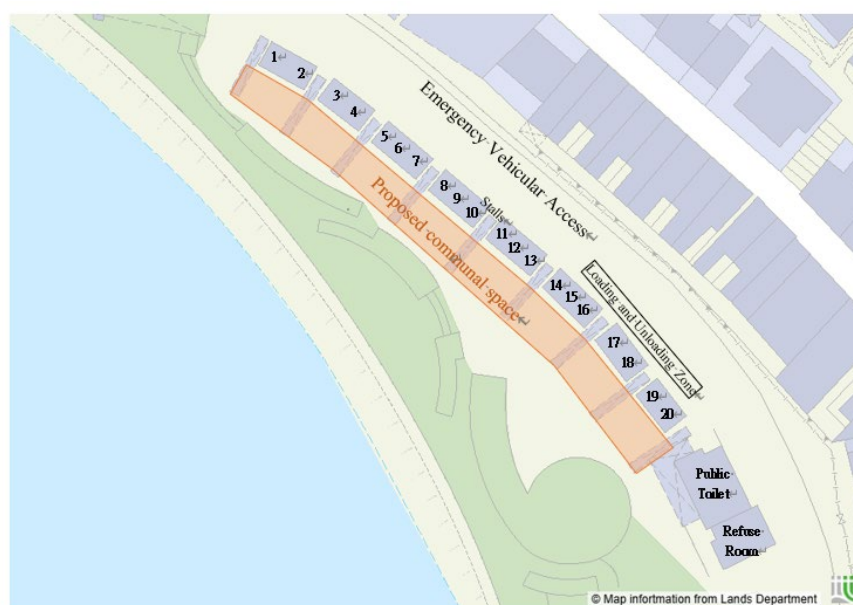 1
2
3
4
5
6
7
8
9
10
11
12
13
14
15
16
17
18
19
20
Emergency Vehicular Access
Stalls
Proposed communal space
Loading and Unloading Zone
Public
Toilet
Refuse
Room
© Map information from Lands Department